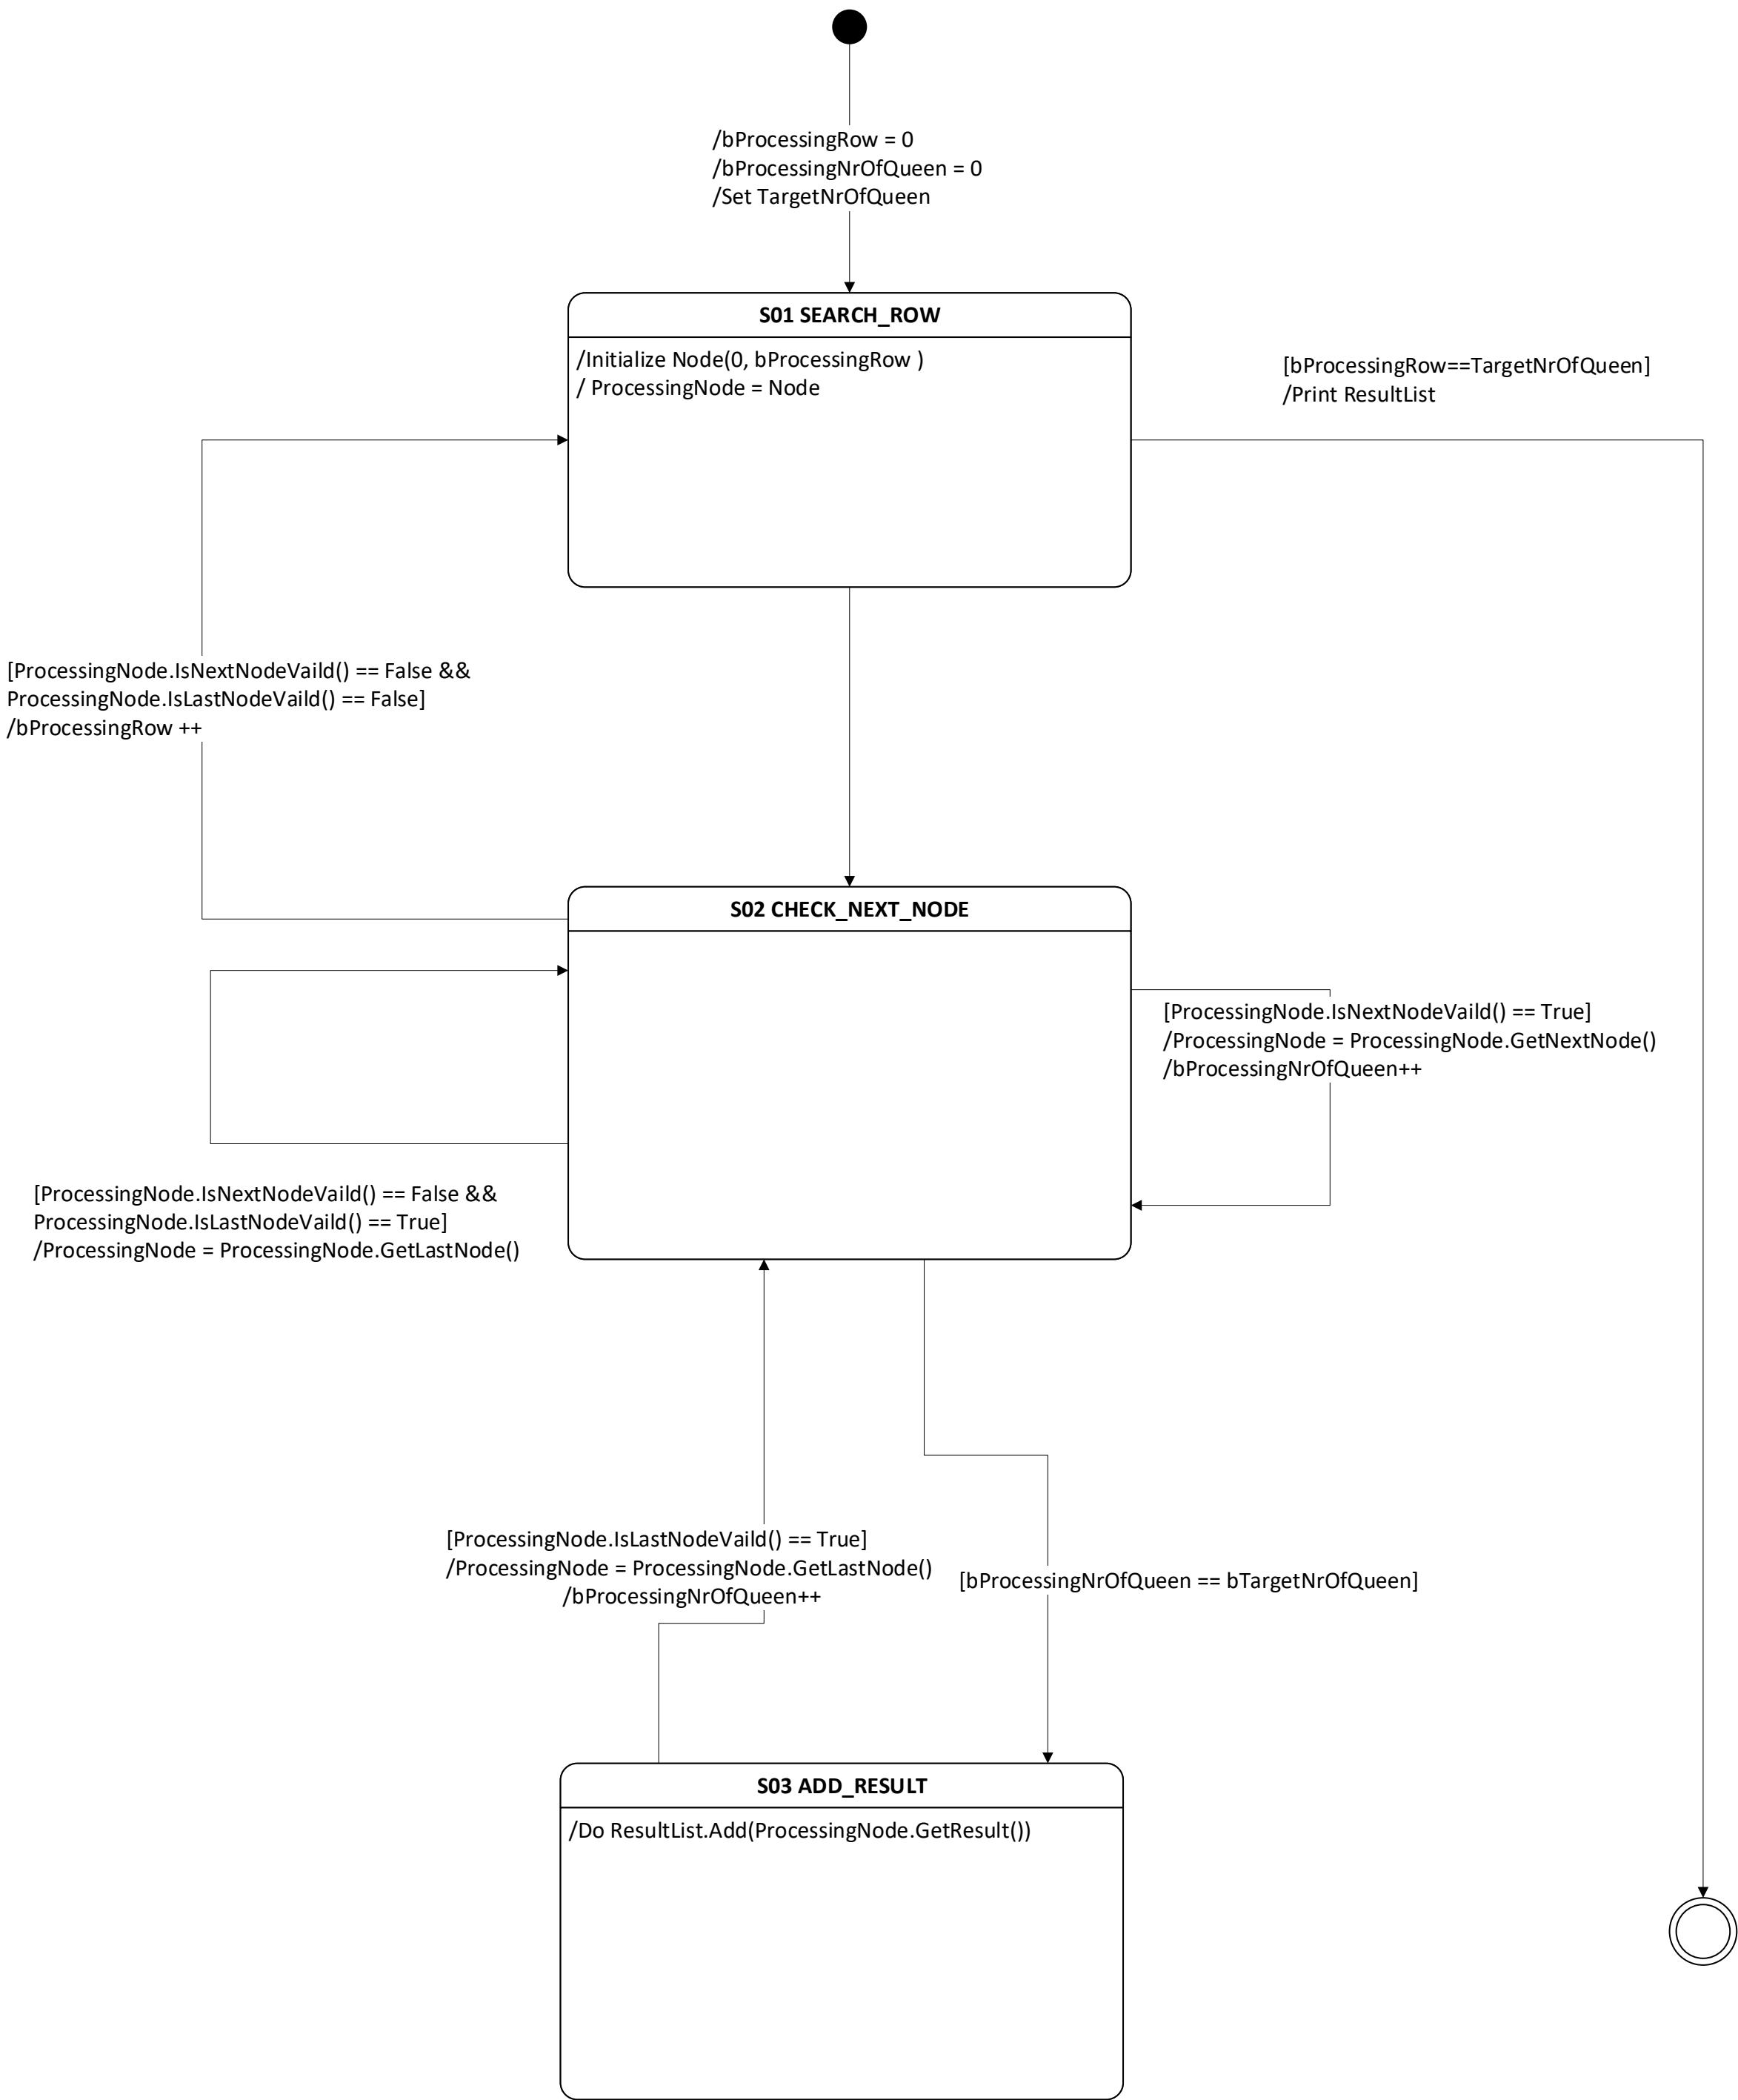 /bProcessingRow = 0
/bProcessingNrOfQueen = 0
/Set TargetNrOfQueen
S01 SEARCH_ROW
/Initialize Node(0, bProcessingRow )
/ ProcessingNode = Node
[bProcessingRow==TargetNrOfQueen]
/Print ResultList
[ProcessingNode.IsNextNodeVaild() == False &&
ProcessingNode.IsLastNodeVaild() == False]
/bProcessingRow ++
S02 CHECK_NEXT_NODE
[ProcessingNode.IsNextNodeVaild() == True]
/ProcessingNode = ProcessingNode.GetNextNode()
/bProcessingNrOfQueen++
[ProcessingNode.IsNextNodeVaild() == False &&
ProcessingNode.IsLastNodeVaild() == True]
/ProcessingNode = ProcessingNode.GetLastNode()
[ProcessingNode.IsLastNodeVaild() == True]
/ProcessingNode = ProcessingNode.GetLastNode()
/bProcessingNrOfQueen++
[bProcessingNrOfQueen == bTargetNrOfQueen]
S03 ADD_RESULT
/Do ResultList.Add(ProcessingNode.GetResult())